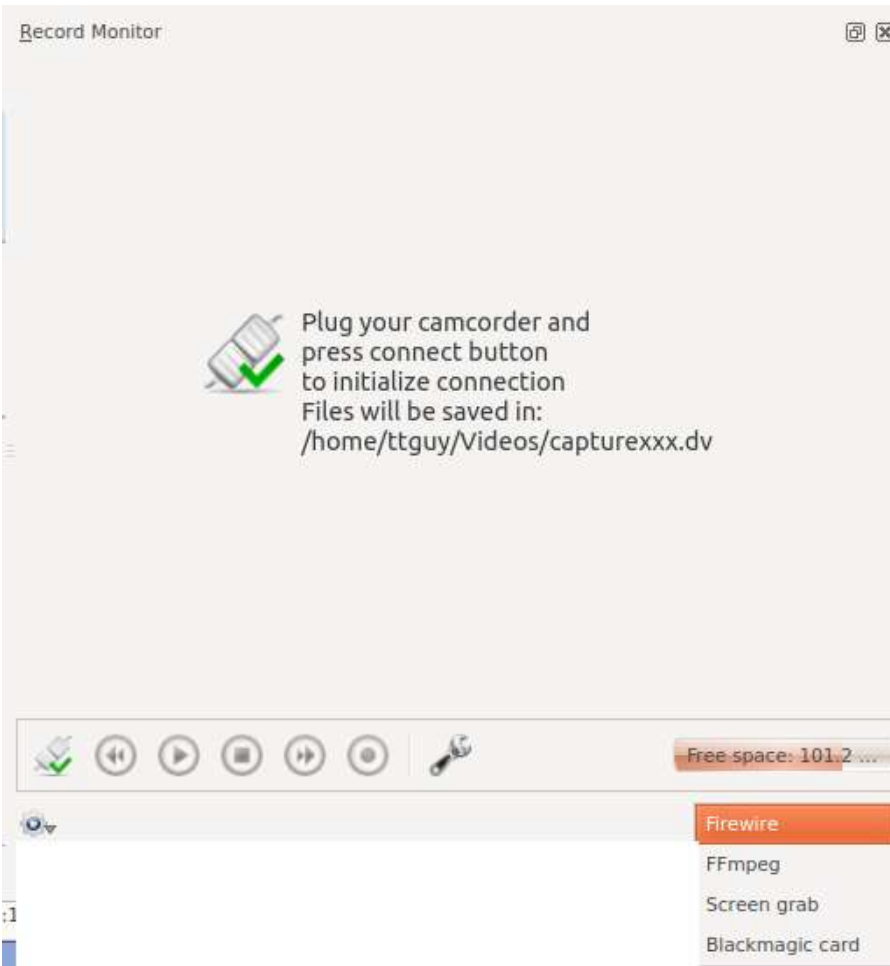 Record Monitor
Plug your camcorder and
press connect button
to initialize connection
Files will be saved in:
/home/ttguy/Videos/capturexxx.dv
Free space: 101.2 ...
Firewire
FFmpeg
Screen grab
Blackmagic card
:1